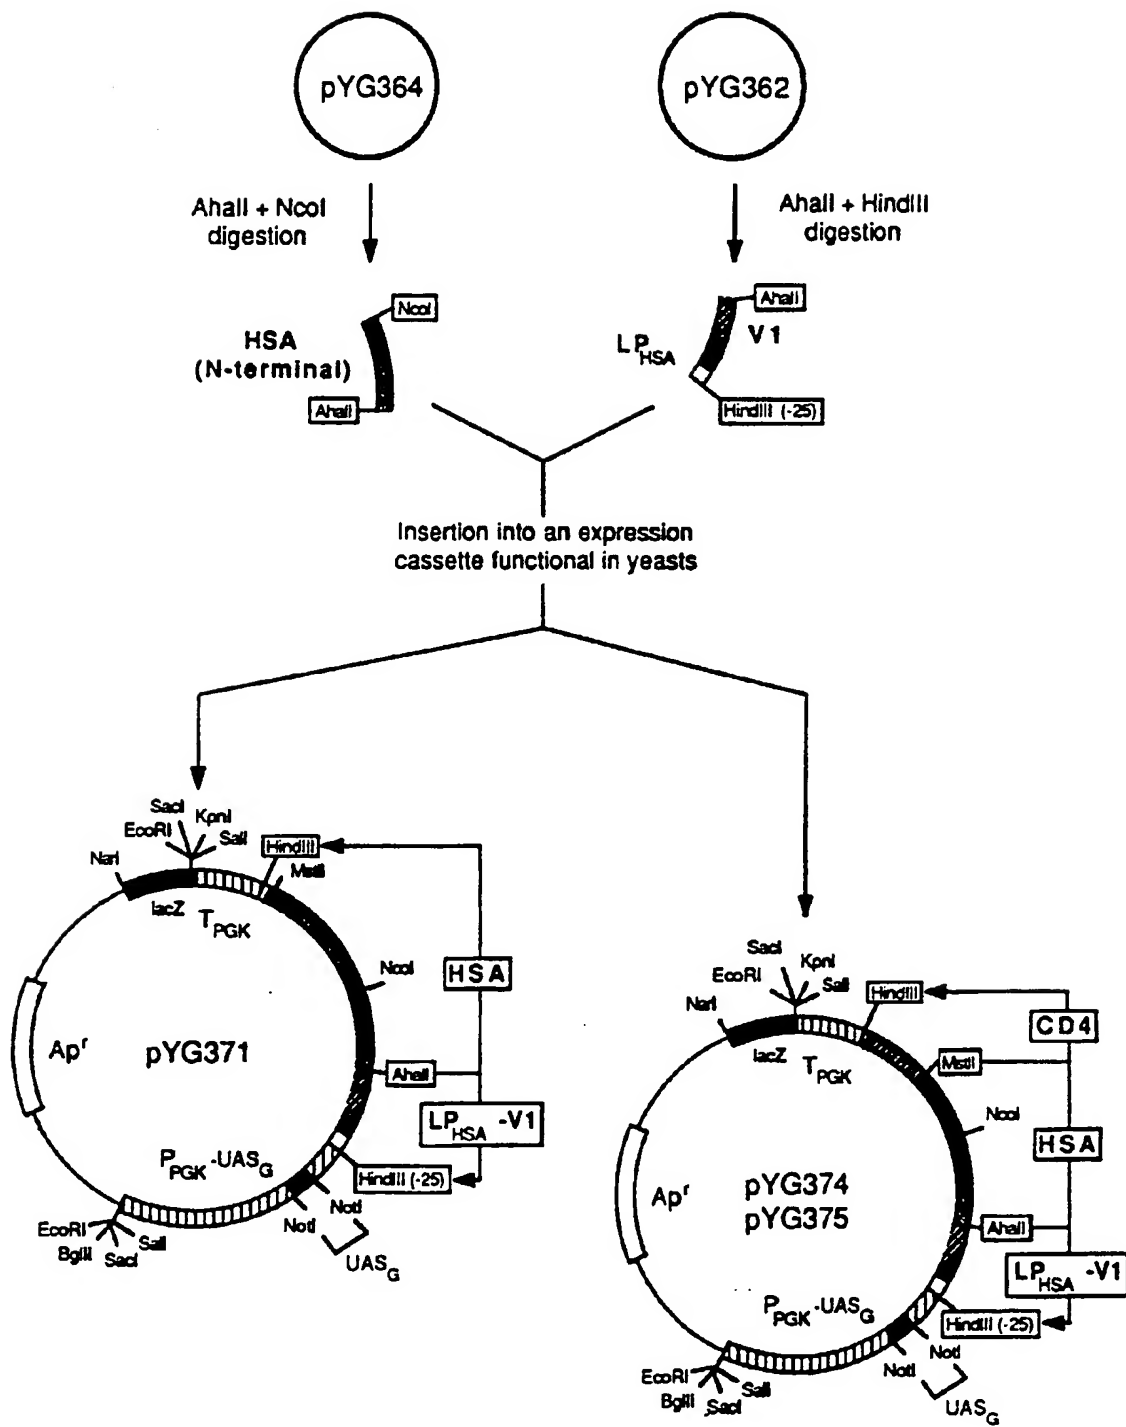 pYG364
pYG362
AhaII + NcoI
digestion
AhaII + HindIII
digestion
NcoI
HSA
(N-terminal)
AhaII
AhaII
V1
LP HSA
HindIII (-25)
Insertion into an expression
cassette functional in yeasts
SacI
KpnI
EcoRI
SalI
NarI
HindIII
MstII
lacZ
T PGK
NcoI
HSA
Ap r
pYG371
AhaII
LP HSA -V1
P PGK -UAS G
HindIII (-25)
NotI
NotI
UAS G
EcoRI
BglII
SacI
SalI
SacI
KpnI
EcoRI
SalI
NarI
HindIII
CD4
lacZ
T PGK
MstII
NcoI
HSA
Ap r
pYG374
pYG375
AhaII
LP HSA -V1
P PGK -UAS G
HindIII (-25)
NotI
NotI
UAS G
EcoRI
BglII
SacI
SalI